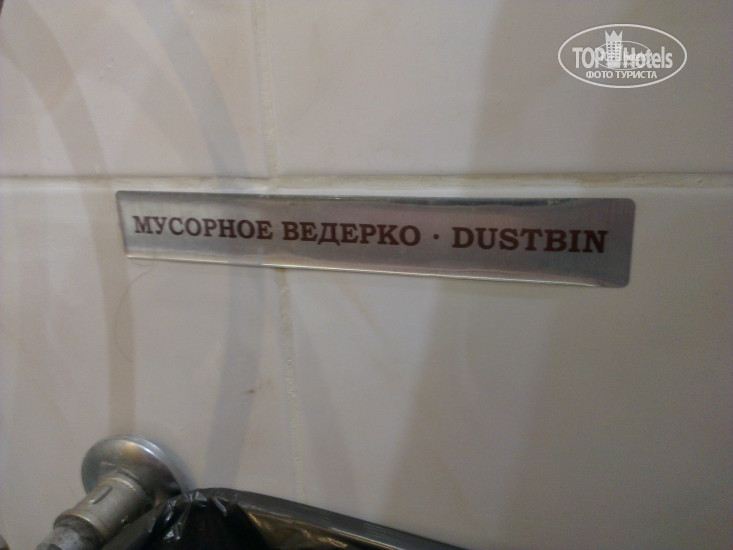 TOP Hotels
ФОТО ТУРИСТА
МУСОРНОЕ ВЕДЕРКО · DUSTBIN